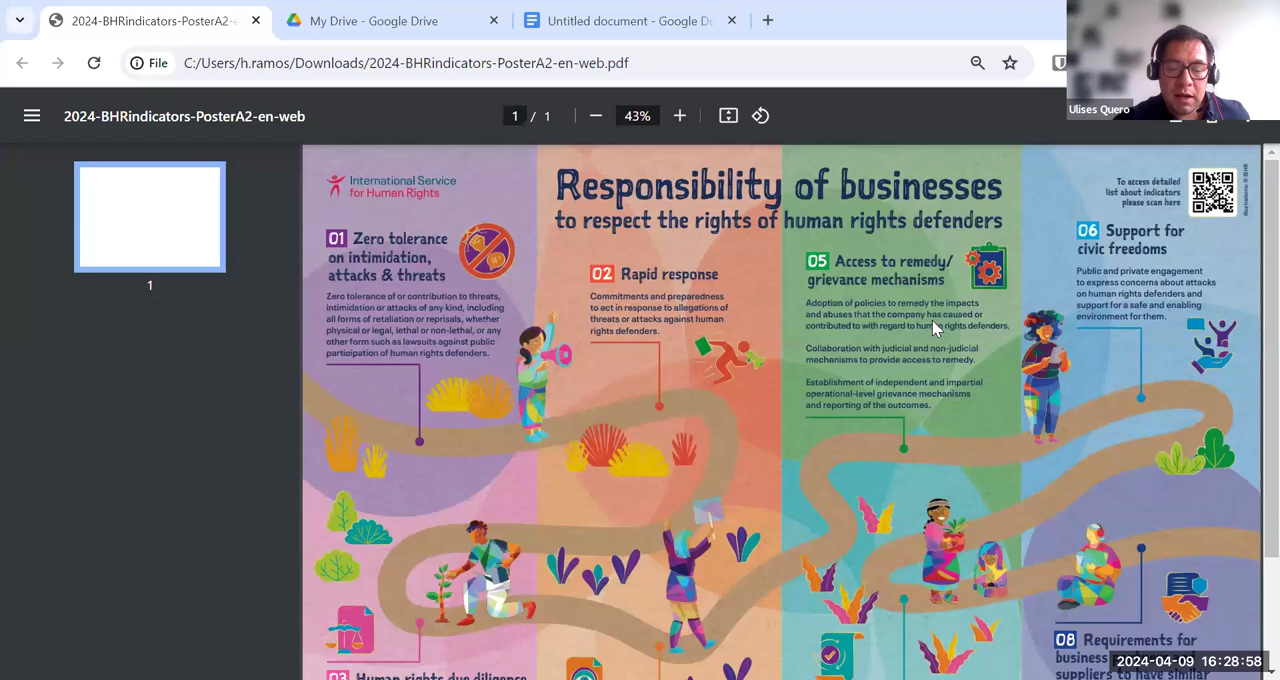 2024-BHRindicators-PosterA2-e
My Drive - Google Drive
Untitled document - Google Do
File
C:/Users/h.ramos/Downloads/2024-BHRindicators-PosterA2-en-web.pdf
Ulises Quero
2024-BHRindicators-PosterA2-en-web
1 / 1
43%
1
International Service
for Human Rights
Responsibility of businesses
to respect the rights of human rights defenders
To access detailed
list about indicators
please scan here
01 Zero tolerance
on intimidation,
attacks & threats
Zero tolerance of or contribution to threats,
intimidation or attacks of any kind, including
all forms of retaliation or reprisals, whether
physical or legal, lethal or non-lethal, or any
other form such as lawsuits against public
participation of human rights defenders.
02 Rapid response
Commitments and preparedness
to act in response to allegations of
threats or attacks against human
rights defenders.
05 Access to remedy/
grievance mechanisms
Adoption of policies to remedy the impacts
and abuses that the company has caused or
contributed to with regard to human rights defenders.
Collaboration with judicial and non-judicial
mechanisms to provide access to remedy.
Establishment of independent and impartial
operational-level grievance mechanisms
and reporting of the outcomes.
06 Support for
civic freedoms
Public and private engagement
to express concerns about attacks
on human rights defenders and
support for a safe and enabling
environment for them.
03 Human rights due diligence
08 Requirements for
business
suppliers to have similar
2024-04-09 16:28:58